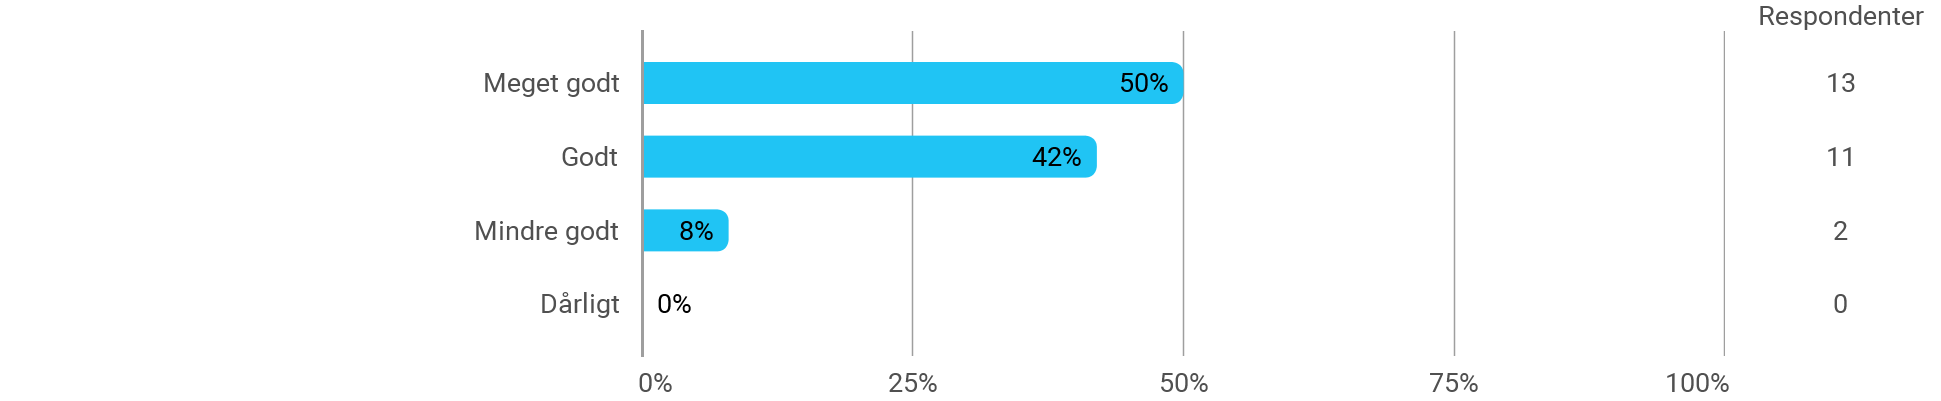 Respondenter
Meget godt 50% 13
Godt 42% 11
Mindre godt 8% 2
Dårligt 0% 0
0% 25% 50% 75% 100%